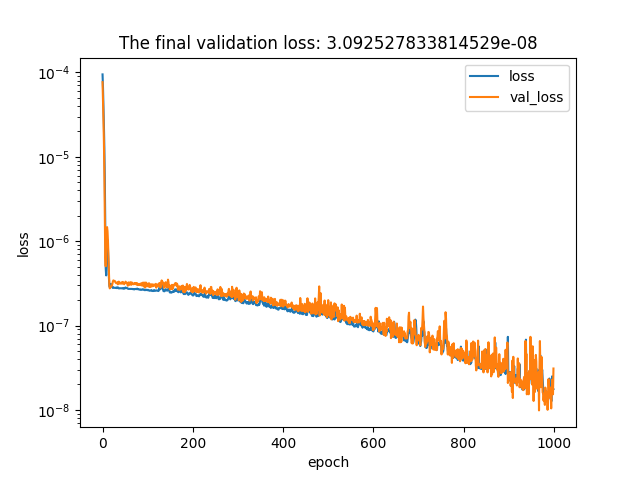 The final validation loss: 3.092527833814529e-08
loss
val_loss
10⁻⁴
10⁻⁵
10⁻⁶
10⁻⁷
10⁻⁸
loss
0
200
400
600
800
1000
epoch